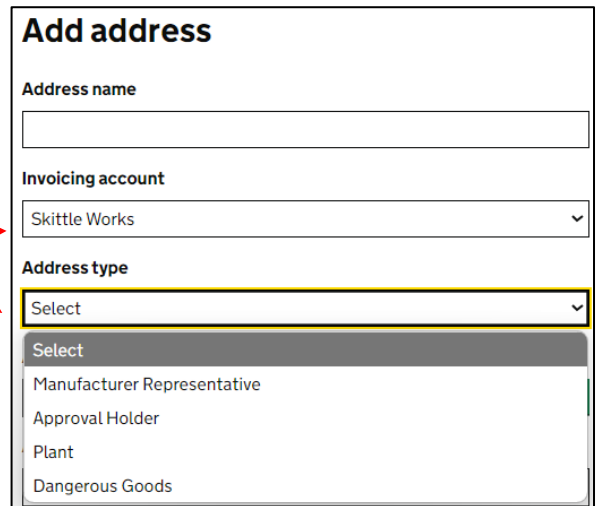 Add address
Address name
Invoicing account
Skittle Works
Address type
Select
Select
Manufacturer Representative
Approval Holder
Plant
Dangerous Goods